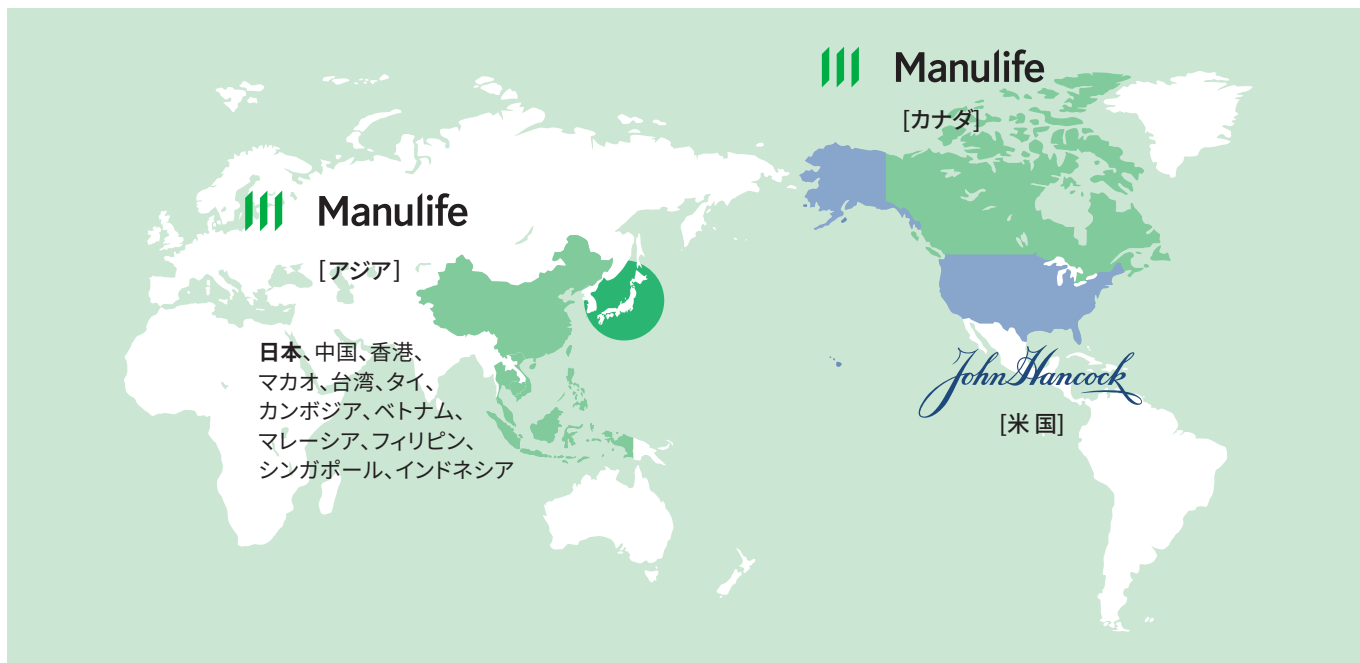 Manulife
[カナダ]
Manulife
[アジア]
日本、中国、香港、
マカオ、台湾、タイ、
カンボジア、ベトナム、
マレーシア、フィリピン、
シンガポール、インドネシア
John Hancock
[米 国]